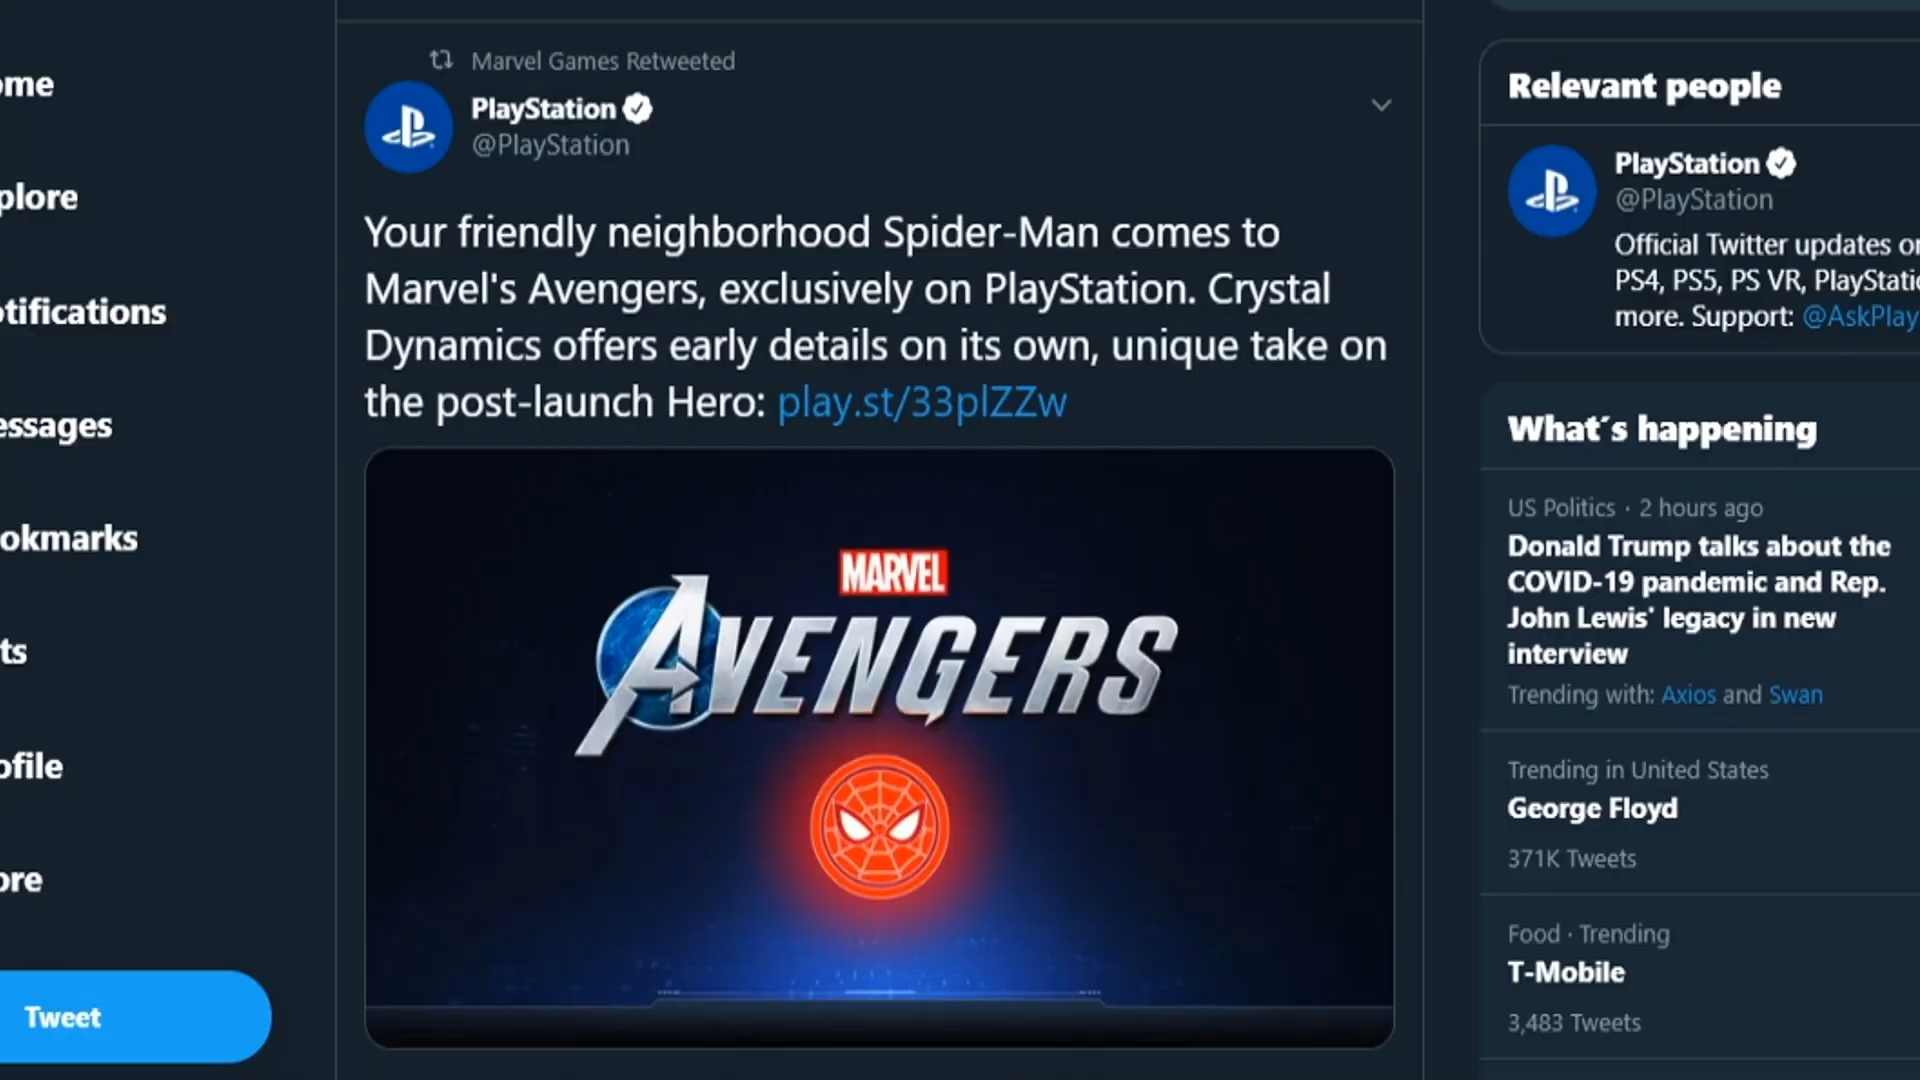 ome
plore
otifications
essages
okmarks
ts
ofile
ore
Tweet
Marvel Games Retweeted
PlayStation
@PlayStation
Your friendly neighborhood Spider-Man comes to
Marvel's Avengers, exclusively on PlayStation. Crystal
Dynamics offers early details on its own, unique take on
the post-launch Hero: play.st/33plZZw
MARVEL
AVENGERS
Relevant people
PlayStation
@PlayStation
Official Twitter updates on
PS4, PS5, PS VR, PlayStatio
more. Support: @AskPlay
What´s happening
US Politics · 2 hours ago
Donald Trump talks about the
COVID-19 pandemic and Rep.
John Lewis' legacy in new
interview
Trending with: Axios and Swan
Trending in United States
George Floyd
371K Tweets
Food · Trending
T-Mobile
3,483 Tweets